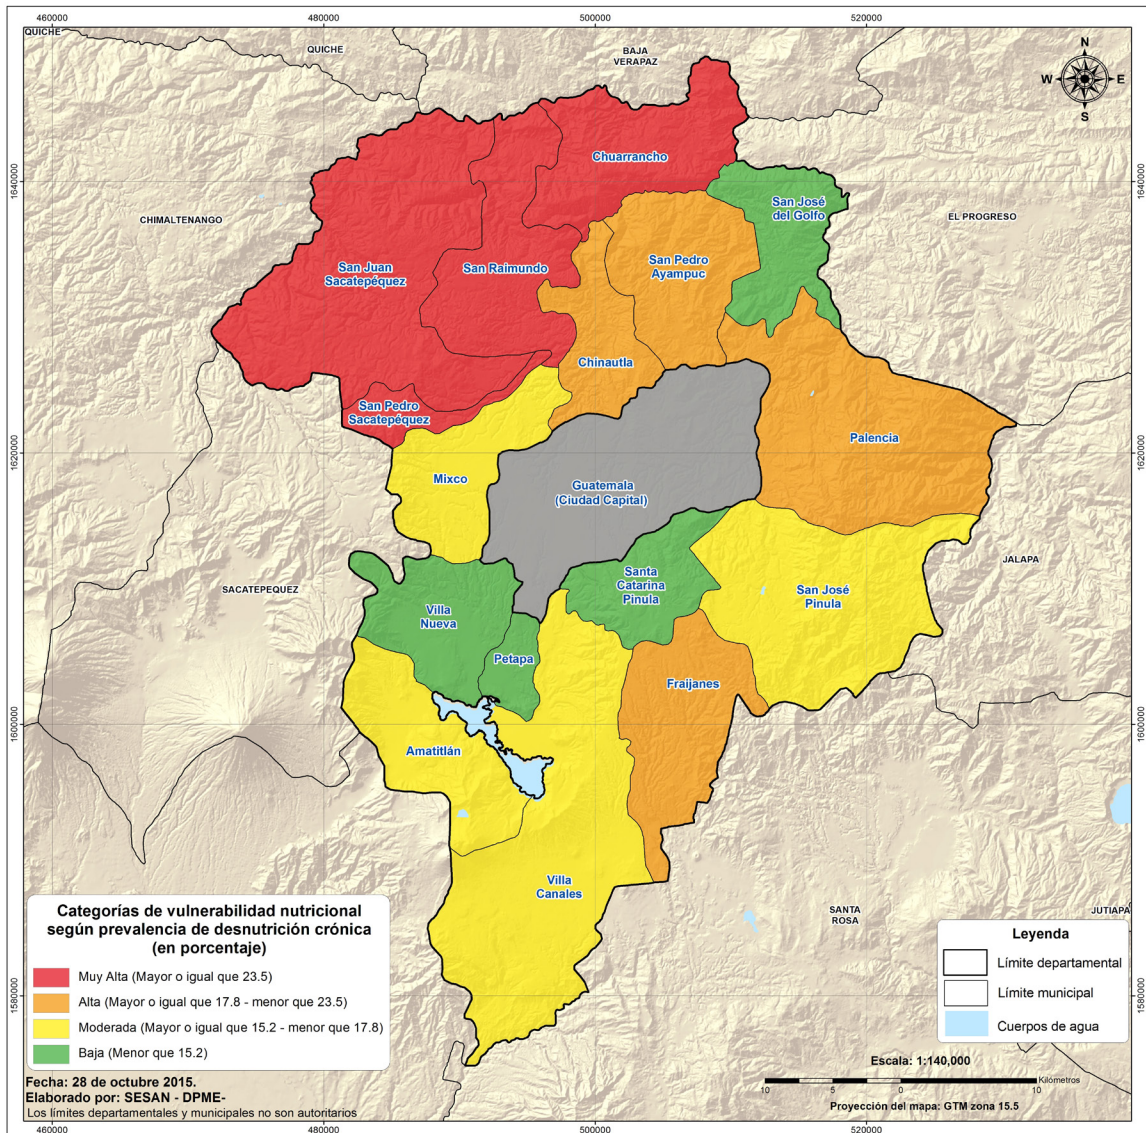 460000
480000
500000
520000
QUICHE
QUICHE
BAJA
VERAPAZ
N
W
E
S
Chuarrancho
1640000
1640000
San José
del Golfo
CHIMALTENANGO
EL PROGRESO
San Juan
Sacatepéquez
San Raimundo
San Pedro
Ayampuc
Chinautla
San Pedro
Sacatepéquez
Palencia
1620000
1620000
Mixco
Guatemala
(Ciudad Capital)
JALAPA
SACATEPEQUEZ
Santa
Catarina
Pinula
San José
Pinula
Villa
Nueva
Petapa
Fraijanes
1600000
1600000
Amatitlán
Villa
Canales
SANTA
ROSA
JUTIAPA
Categorías de vulnerabilidad nutricional
según prevalencia de desnutrición crónica
(en porcentaje)
Muy Alta (Mayor o igual que 23.5)
Alta (Mayor o igual que 17.8 - menor que 23.5)
Moderada (Mayor o igual que 15.2 - menor que 17.8)
Baja (Menor que 15.2)
Leyenda
Límite departamental
Límite municipal
Cuerpos de agua
1580000
1580000
Fecha: 28 de octubre 2015.
Elaborado por: SESAN - DPME-
Los límites departamentales y municipales no son autoritarios
Escala: 1:140,000
10 5 0 10 Kilómetros
Proyección del mapa: GTM zona 15.5
460000
480000
500000
520000